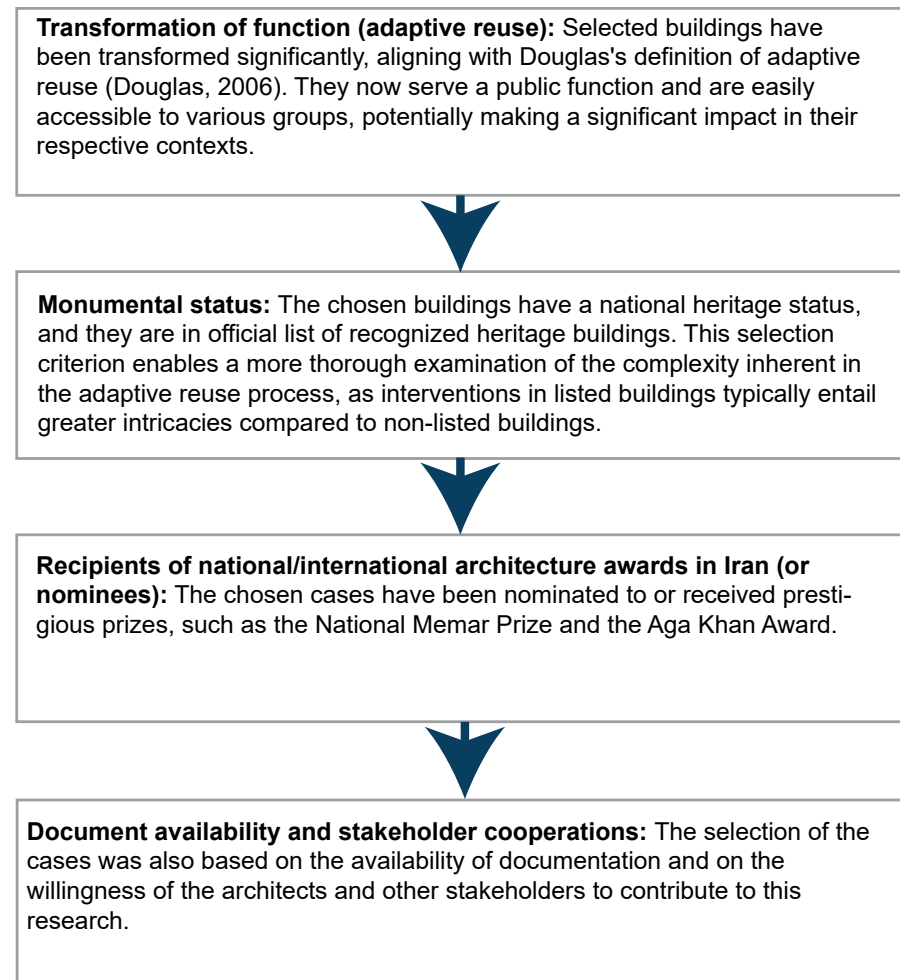 Transformation of function (adaptive reuse): Selected buildings have
been transformed significantly, aligning with Douglas's definition of adaptive
reuse (Douglas, 2006). They now serve a public function and are easily
accessible to various groups, potentially making a significant impact in their
respective contexts.
Monumental status: The chosen buildings have a national heritage status,
and they are in official list of recognized heritage buildings. This selection
criterion enables a more thorough examination of the complexity inherent in
the adaptive reuse process, as interventions in listed buildings typically entail
greater intricacies compared to non-listed buildings.
Recipients of national/international architecture awards in Iran (or
nominees): The chosen cases have been nominated to or received presti-
gious prizes, such as the National Memar Prize and the Aga Khan Award.
Document availability and stakeholder cooperations: The selection of the
cases was also based on the availability of documentation and on the
willingness of the architects and other stakeholders to contribute to this
research.